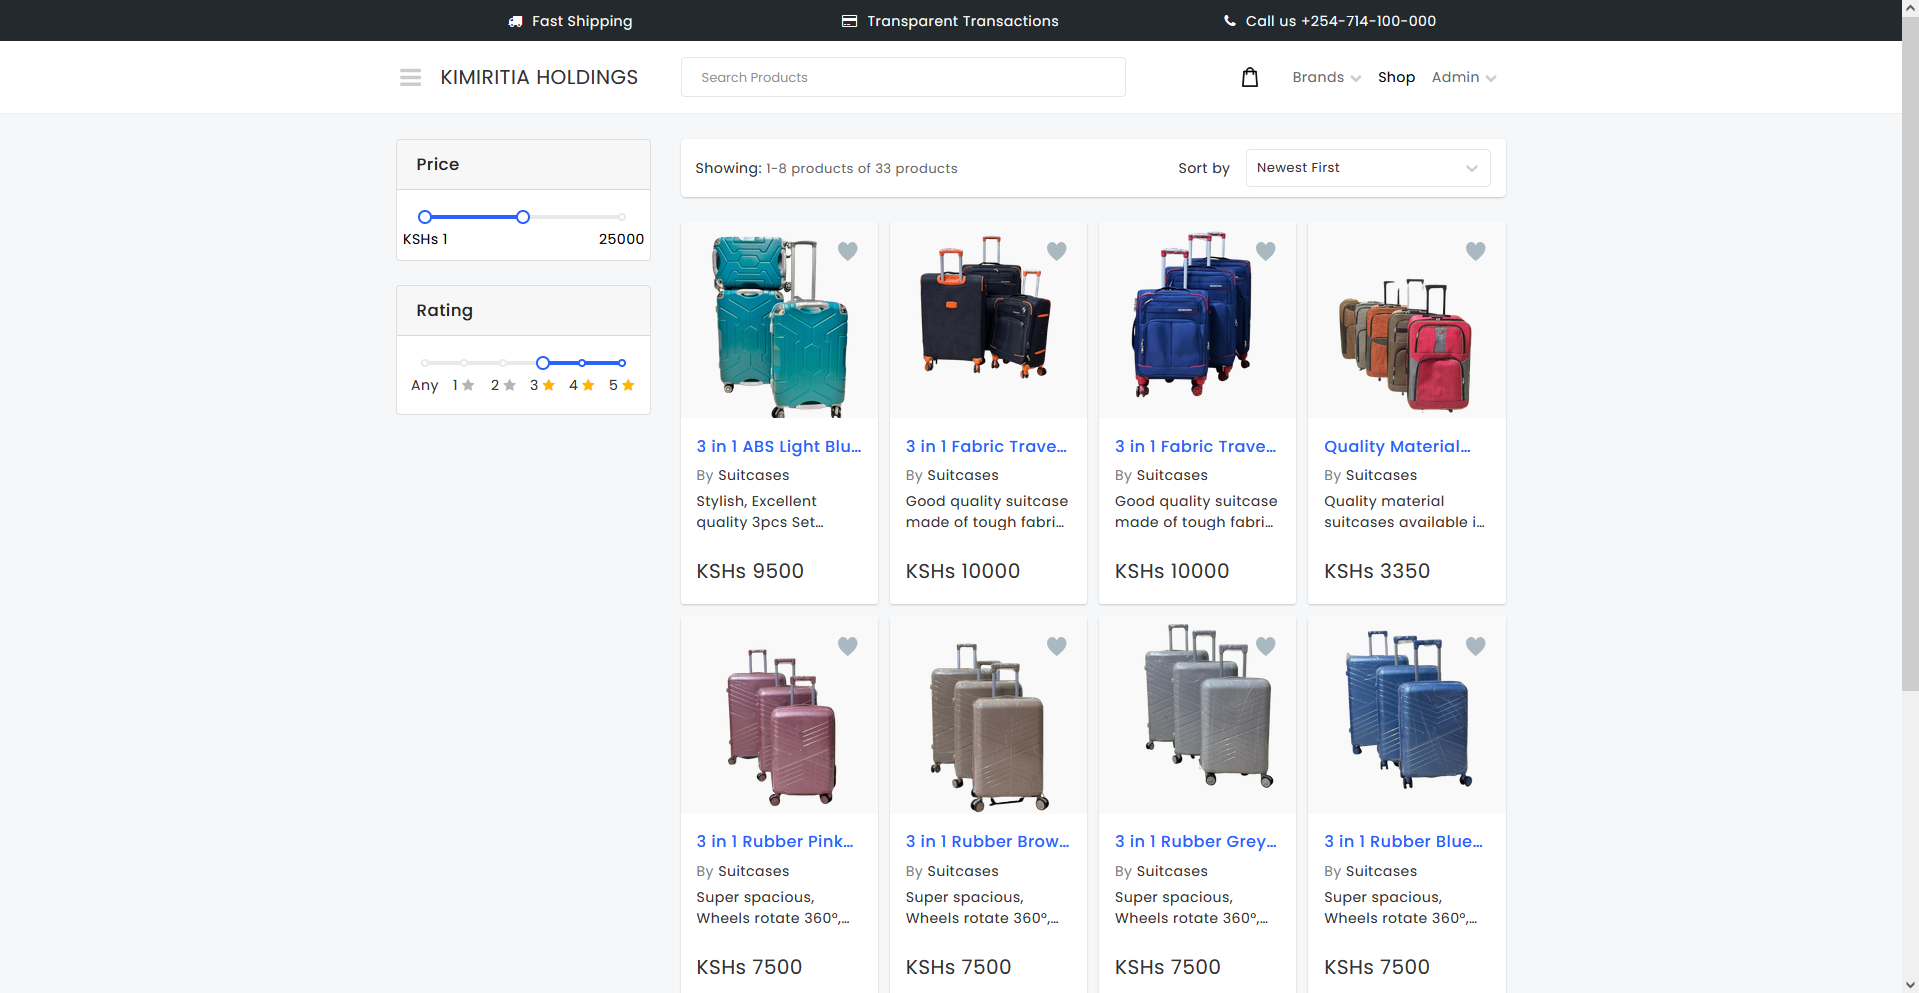 Fast Shipping
Transparent Transactions
Call us +254-714-100-000
KIMIRITIA HOLDINGS
Search Products
Brands
Shop
Admin
Price
KSHs 1
25000
Rating
Any 1 2 3 4 5
Showing: 1-8 products of 33 products
Sort by
Newest First
3 in 1 ABS Light Blu...
By Suitcases
Stylish, Excellent
quality 3pcs Set...
KSHs 9500
3 in 1 Fabric Trave...
By Suitcases
Good quality suitcase
made of tough fabri...
KSHs 10000
3 in 1 Fabric Trave...
By Suitcases
Good quality suitcase
made of tough fabri...
KSHs 10000
Quality Material...
By Suitcases
Quality material
suitcases available i...
KSHs 3350
3 in 1 Rubber Pink...
By Suitcases
Super spacious,
Wheels rotate 360°,...
KSHs 7500
3 in 1 Rubber Brow...
By Suitcases
Super spacious,
Wheels rotate 360°,...
KSHs 7500
3 in 1 Rubber Grey...
By Suitcases
Super spacious,
Wheels rotate 360°,...
KSHs 7500
3 in 1 Rubber Blue...
By Suitcases
Super spacious,
Wheels rotate 360°,...
KSHs 7500